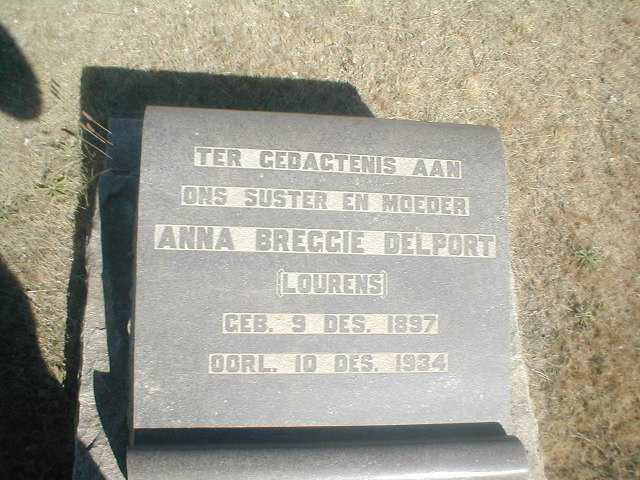 TER GEDAGTENIS AAN
ONS SUSTER EN MOEDER
ANNA BREGGIE DELPORT
(LOURENS)
GEB. 9 DES. 1897
OORL. 10 DES. 1934